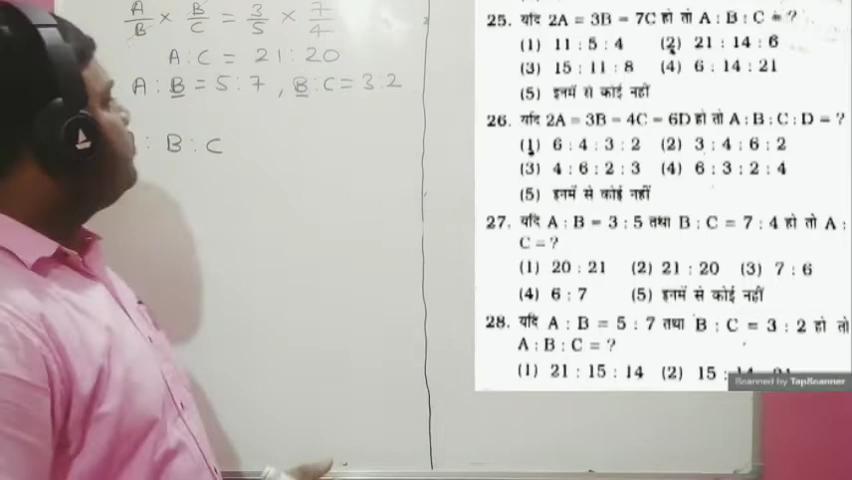 A/B × B/C = 3/5 × 7/4
A : C = 21 : 20
A : B = 5 : 7 , B : C = 3 : 2
: B : C
25. यदि 2A = 3B = 7C हो तो A : B : C = ?
(1) 11 : 5 : 4 (2) 21 : 14 : 6
(3) 15 : 11 : 8 (4) 6 : 14 : 21
(5) इनमें से कोई नहीं
26. यदि 2A = 3B = 4C = 6D हो तो A : B : C : D = ?
(1) 6 : 4 : 3 : 2 (2) 3 : 4 : 6 : 2
(3) 4 : 6 : 2 : 3 (4) 6 : 3 : 2 : 4
(5) इनमें से कोई नहीं
27. यदि A : B = 3 : 5 तथा B : C = 7 : 4 हो तो A :
C = ?
(1) 20 : 21 (2) 21 : 20 (3) 7 : 6
(4) 6 : 7 (5) इनमें से कोई नहीं
28. यदि A : B = 5 : 7 तथा B : C = 3 : 2 हो तो
A : B : C = ?
(1) 21 : 15 : 14 (2) 15 :
Scanned by TapScanner